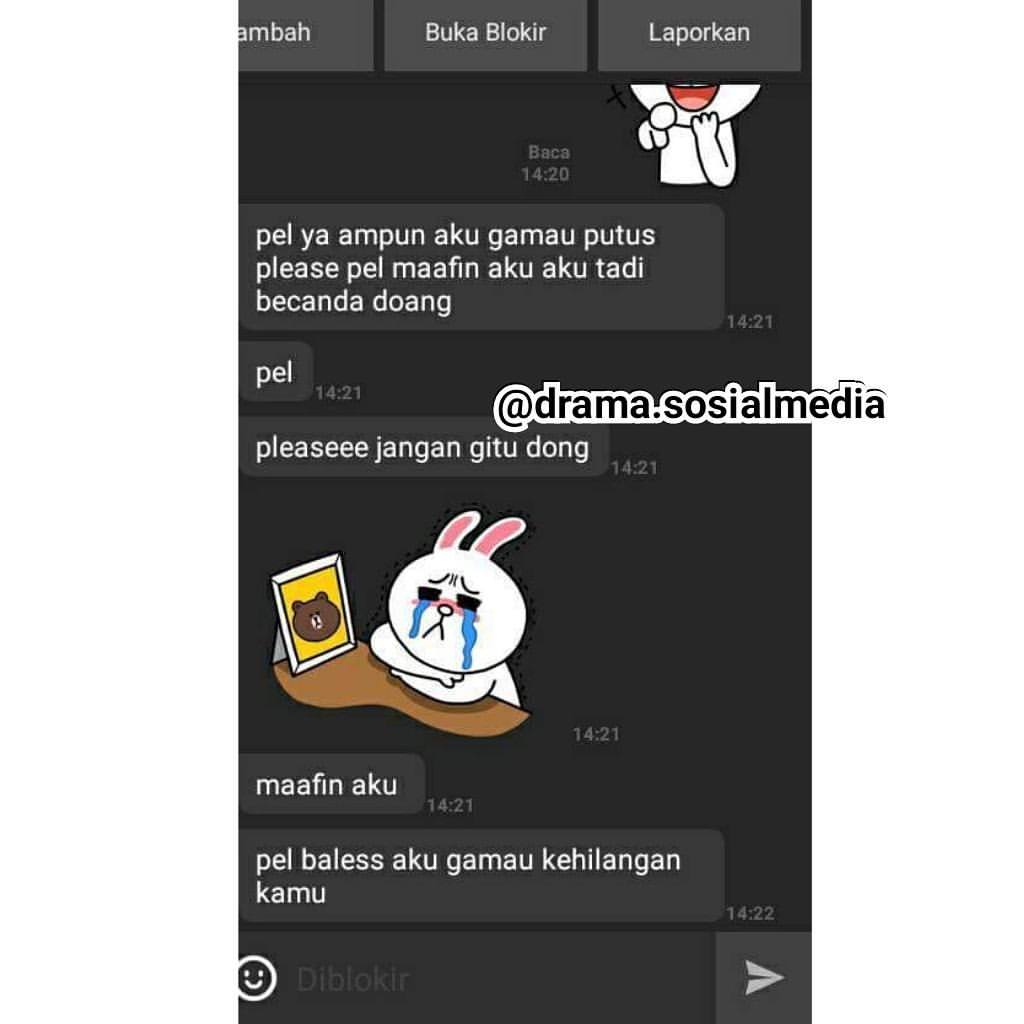 ambah
Buka Blokir
Laporkan
Baca
14:20
pel ya ampun aku gamau putus
please pel maafin aku aku tadi
becanda doang
14:21
pel
14:21
@drama.sosialmedia
pleaseee jangan gitu dong
14:21
14:21
maafin aku
14:21
pel baless aku gamau kehilangan
kamu
14:22
Diblokir